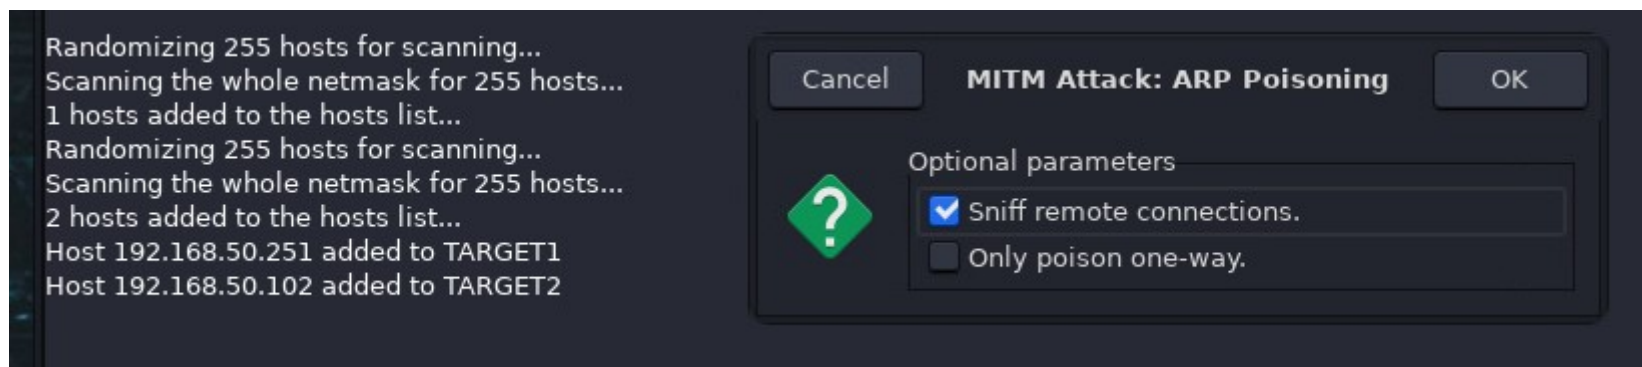 Randomizing 255 hosts for scanning...
Scanning the whole netmask for 255 hosts...
1 hosts added to the hosts list...
Randomizing 255 hosts for scanning...
Scanning the whole netmask for 255 hosts...
2 hosts added to the hosts list...
Host 192.168.50.251 added to TARGET1
Host 192.168.50.102 added to TARGET2
Cancel
MITM Attack: ARP Poisoning
OK
Optional parameters
Sniff remote connections.
Only poison one-way.